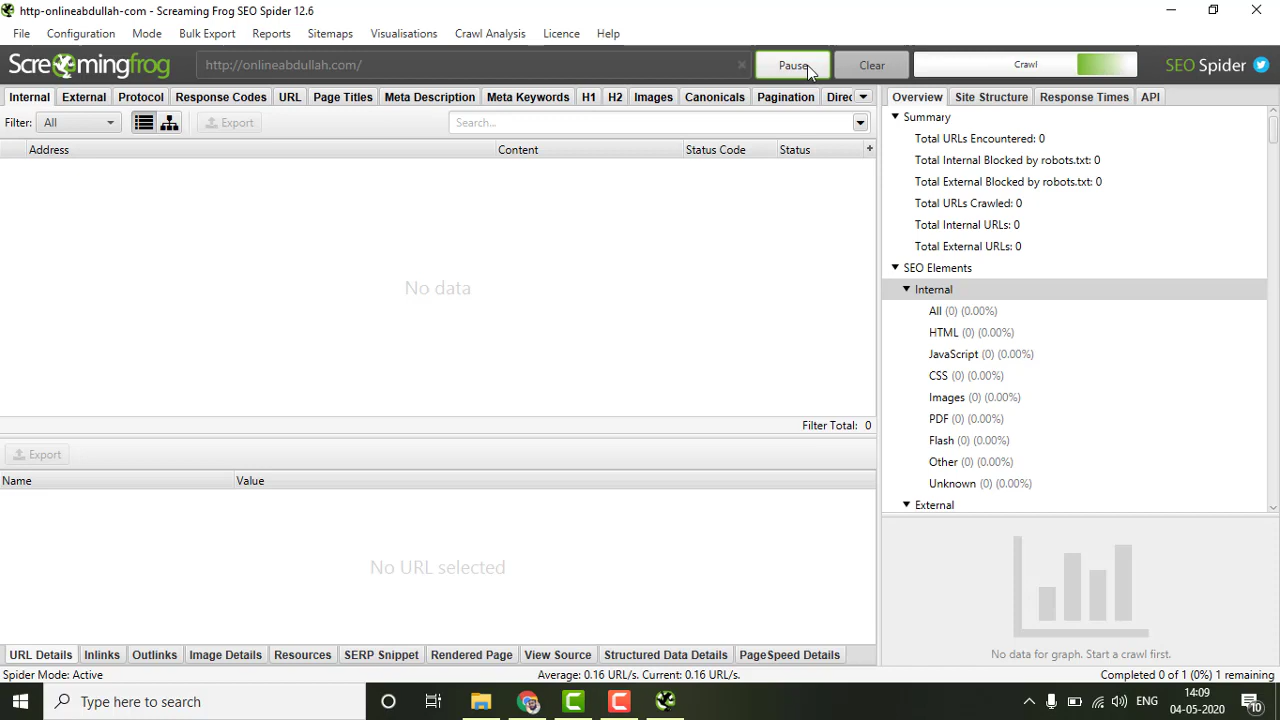 http-onlineabdullah-com - Screaming Frog SEO Spider 12.6
File Configuration Mode Bulk Export Reports Sitemaps Visualisations Crawl Analysis Licence Help
Screamingfrog http://onlineabdullah.com/ Pause Clear Crawl SEO Spider
Internal External Protocol Response Codes URL Page Titles Meta Description Meta Keywords H1 H2 Images Canonicals Pagination Direc
Overview Site Structure Response Times API
Filter: All Export Search...
Address Content Status Code Status +
No data
Filter Total: 0
Export
Name Value
No URL selected
URL Details Inlinks Outlinks Image Details Resources SERP Snippet Rendered Page View Source Structured Data Details PageSpeed Details
Summary
Total URLs Encountered: 0
Total Internal Blocked by robots.txt: 0
Total External Blocked by robots.txt: 0
Total URLs Crawled: 0
Total Internal URLs: 0
Total External URLs: 0
SEO Elements
Internal
All (0) (0.00%)
HTML (0) (0.00%)
JavaScript (0) (0.00%)
CSS (0) (0.00%)
Images (0) (0.00%)
PDF (0) (0.00%)
Flash (0) (0.00%)
Other (0) (0.00%)
Unknown (0) (0.00%)
External
No data for graph. Start a crawl first.
Spider Mode: Active Average: 0.16 URL/s. Current: 0.16 URL/s. Completed 0 of 1 (0%) 1 remaining
Type here to search ENG 14:09
04-05-2020 10